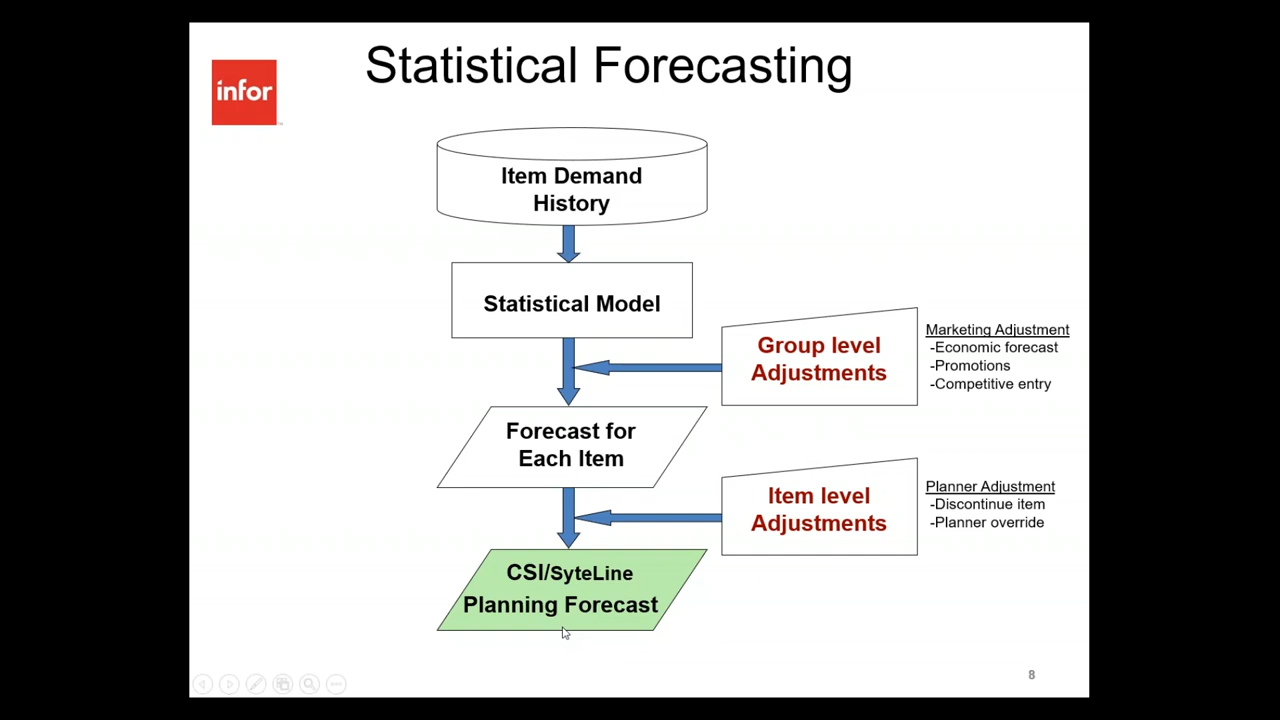 Statistical Forecasting
infor
Item Demand
History
Statistical Model
Group level
Adjustments
Marketing Adjustment
-Economic forecast
-Promotions
-Competitive entry
Forecast for
Each Item
Item level
Adjustments
Planner Adjustment
-Discontinue item
-Planner override
CSI/SyteLine
Planning Forecast
8